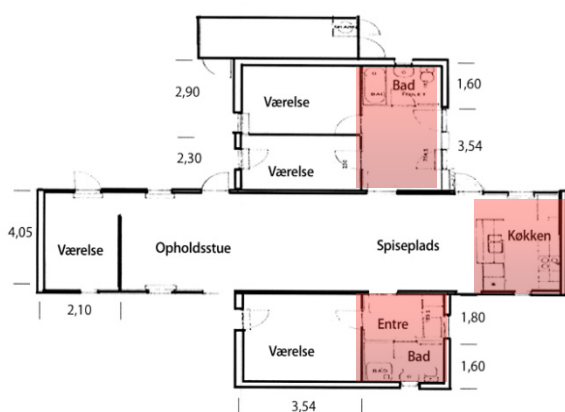 2,90
Værelse
Bad
1,60
2,30
Værelse
3,54
4,05
Værelse
Opholdsstue
Spiseplads
Køkken
2,10
Værelse
Entre
Bad
1,80
1,60
3,54